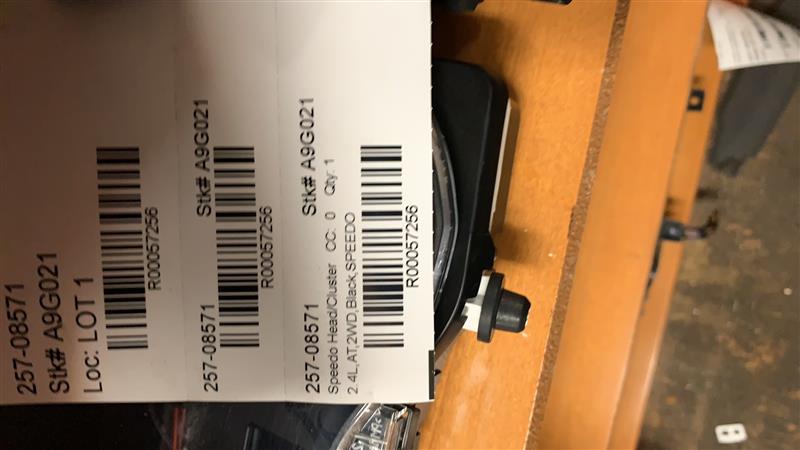 257-08571
Stk# A9G021
Loc: LOT 1
R00057256
257-08571 Stk# A9G021
R00057256
257-08571 Stk# A9G021
Speedo Head/Cluster CC: 0 Qty: 1
2.4L,AT,2WD,Black,SPEEDO
R00057256